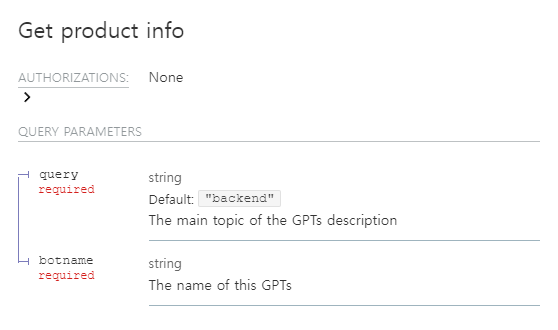 Get product info
AUTHORIZATIONS: None
QUERY PARAMETERS
query string
required
Default: "backend"
The main topic of the GPTs description
botname string
required
The name of this GPTs